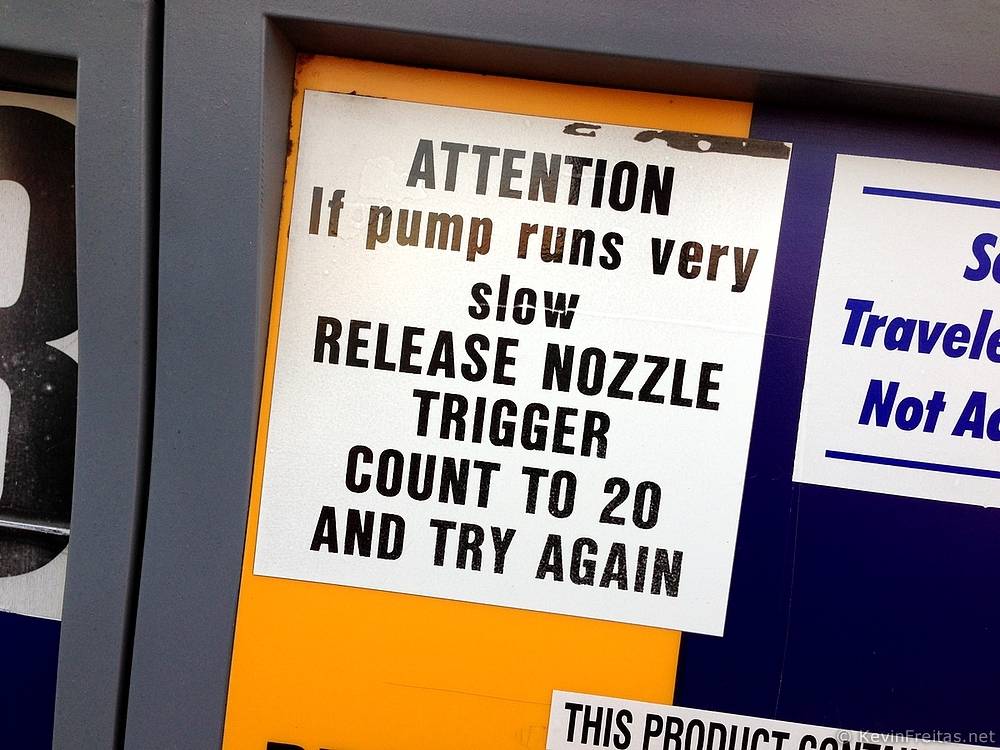 ATTENTION
If pump runs very
slow
RELEASE NOZZLE
TRIGGER
COUNT TO 20
AND TRY AGAIN
Travele
Not
THIS PRODUCT
© KevinFreitas.net